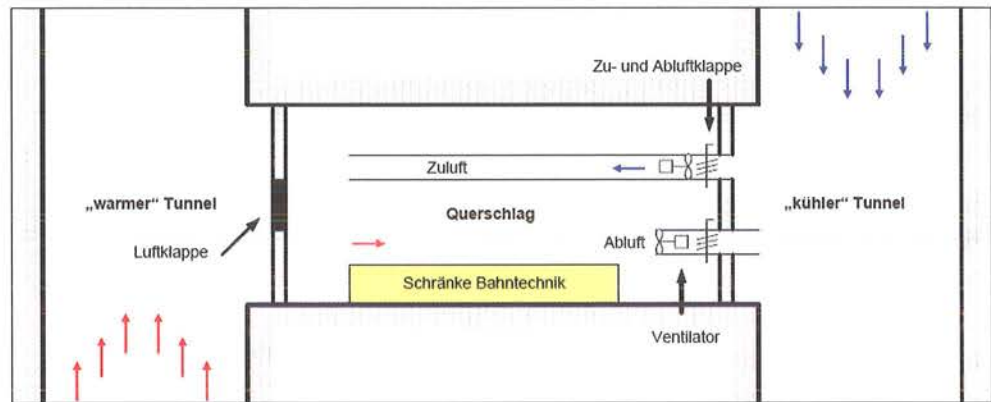 Zu- und Abluftklappe
Zuluft
„warmer“ Tunnel
Querschlag
„kühler“ Tunnel
Luftklappe
Abluft
Schränke Bahntechnik
Ventilator